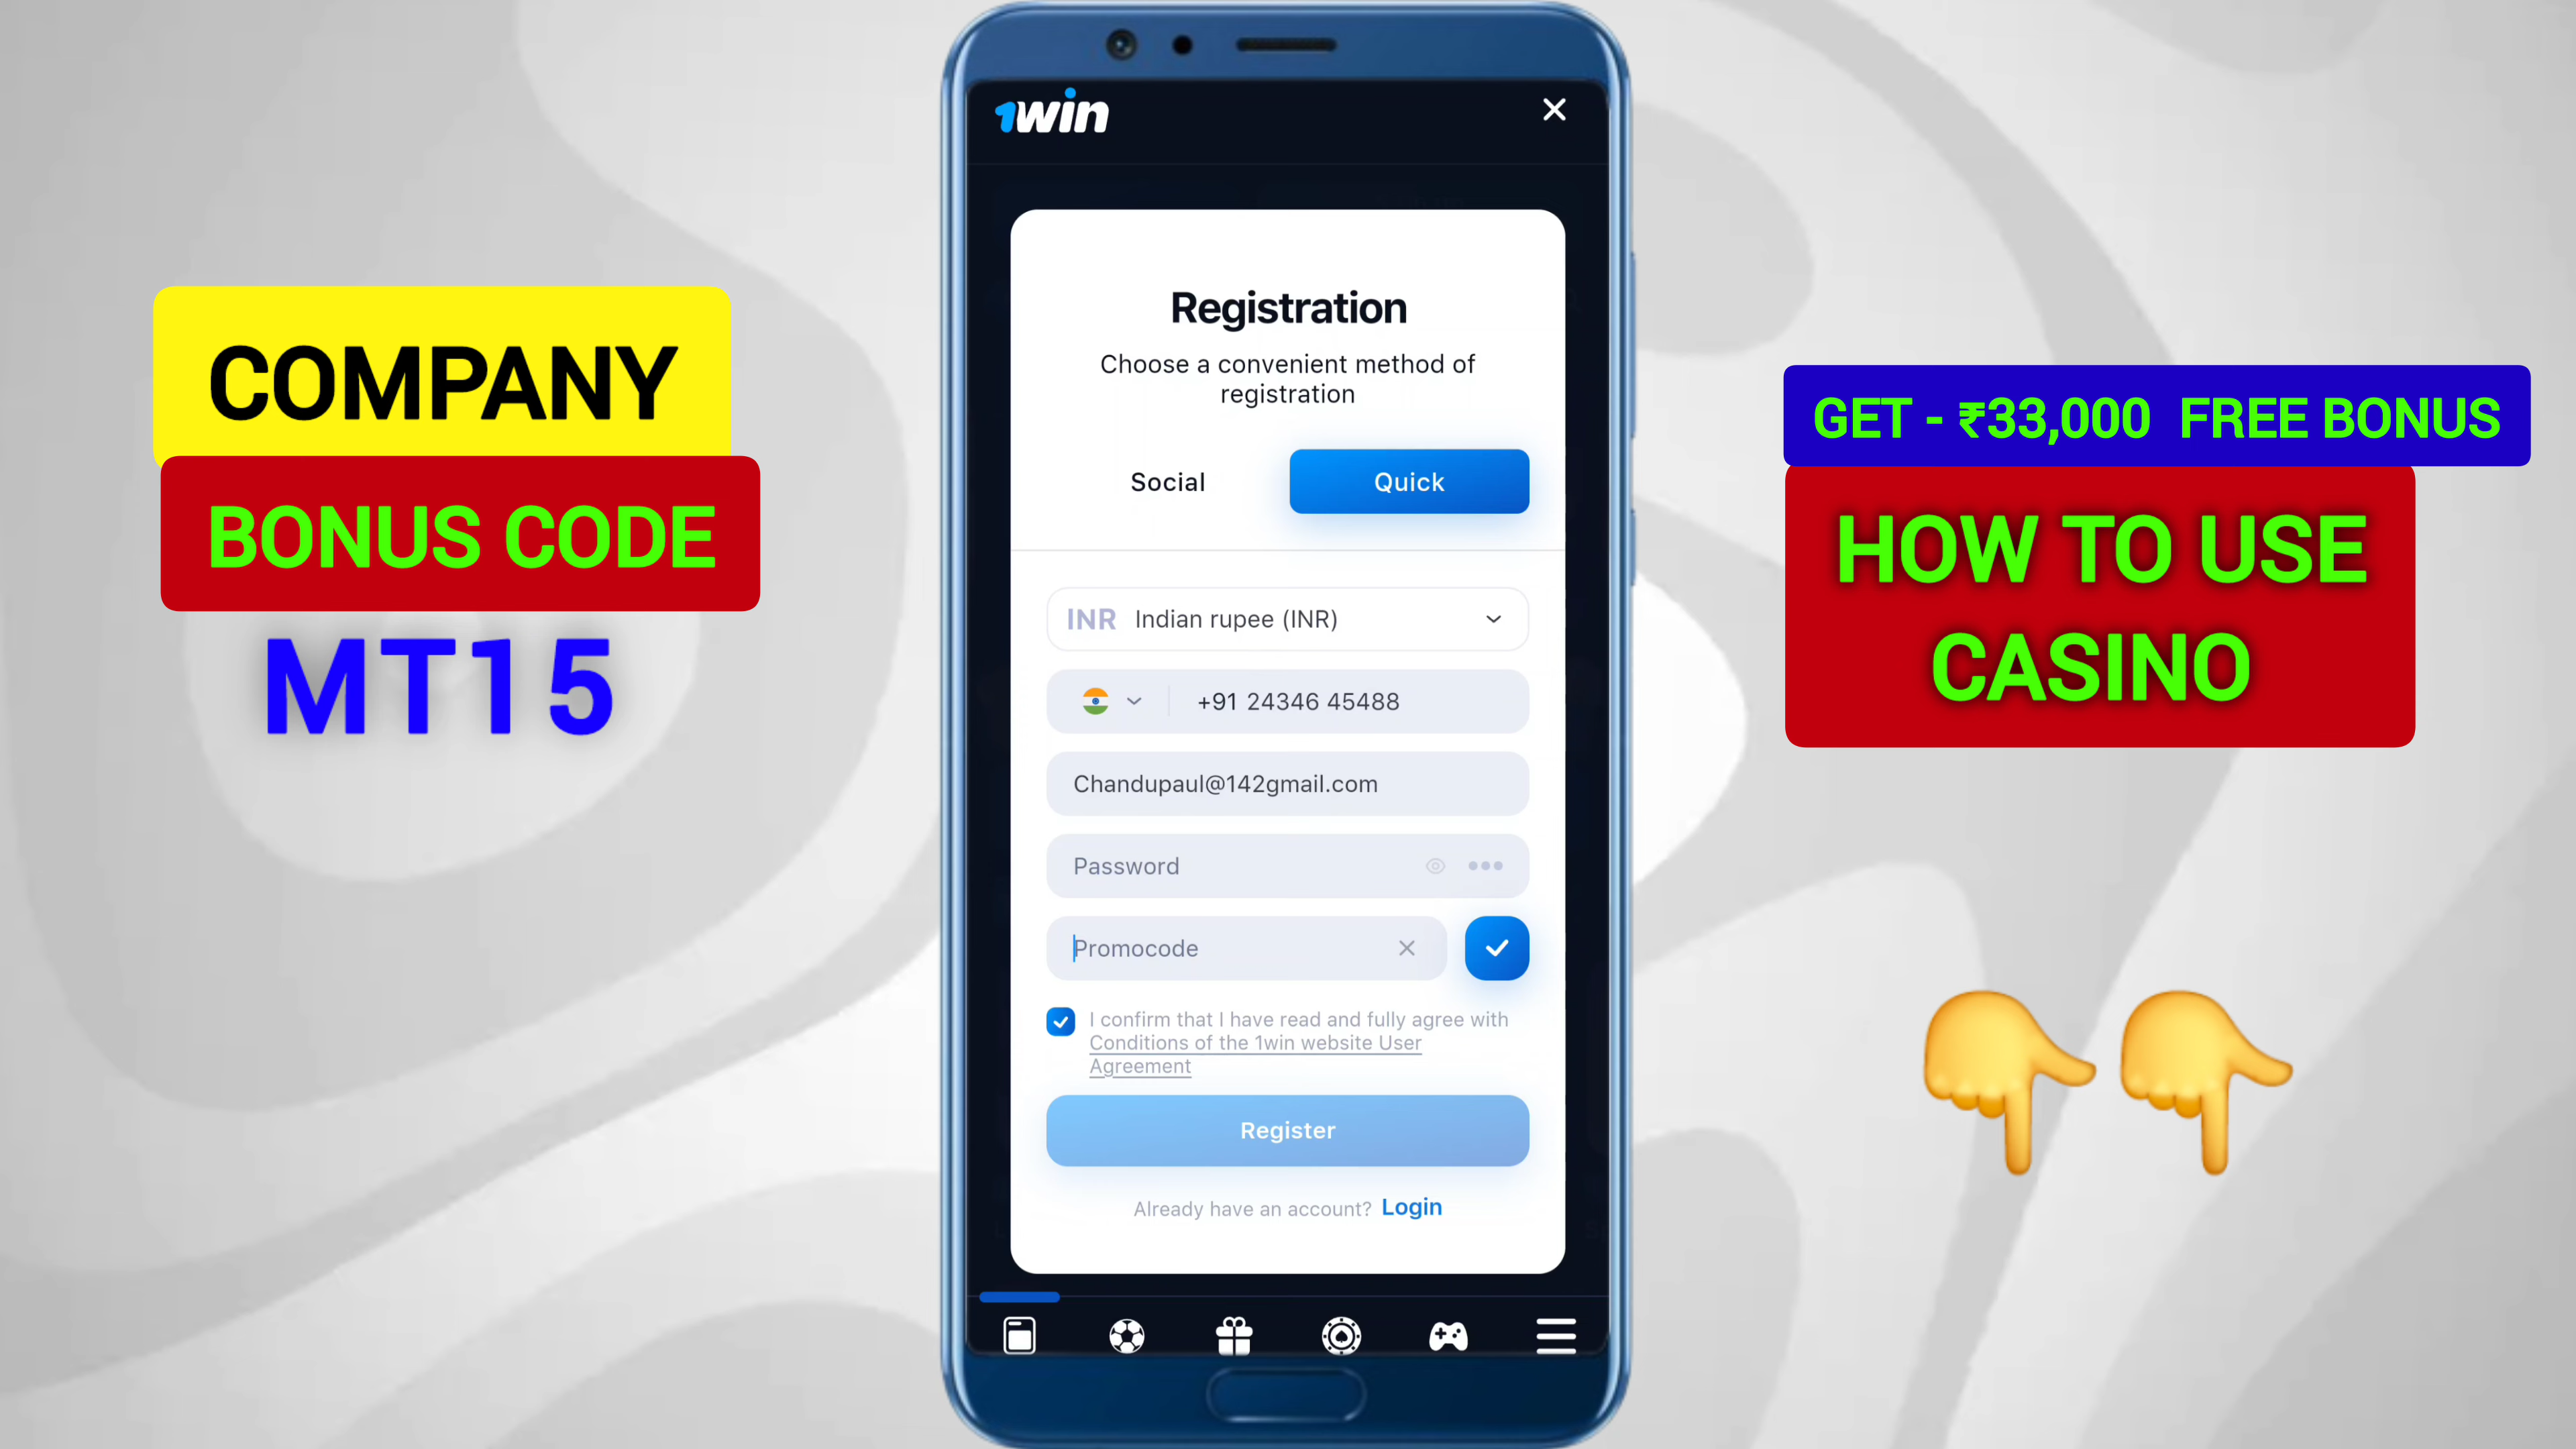 COMPANY
BONUS CODE
MT15
1win
Registration
Choose a convenient method of
registration
Social
Quick
INR Indian rupee (INR)
+91 24346 45488
Chandupaul@142gmail.com
Password
Promocode
I confirm that I have read and fully agree with
Conditions of the 1win website User
Agreement
Register
Already have an account? Login
GET - ₹33,000 FREE BONUS
HOW TO USE
CASINO